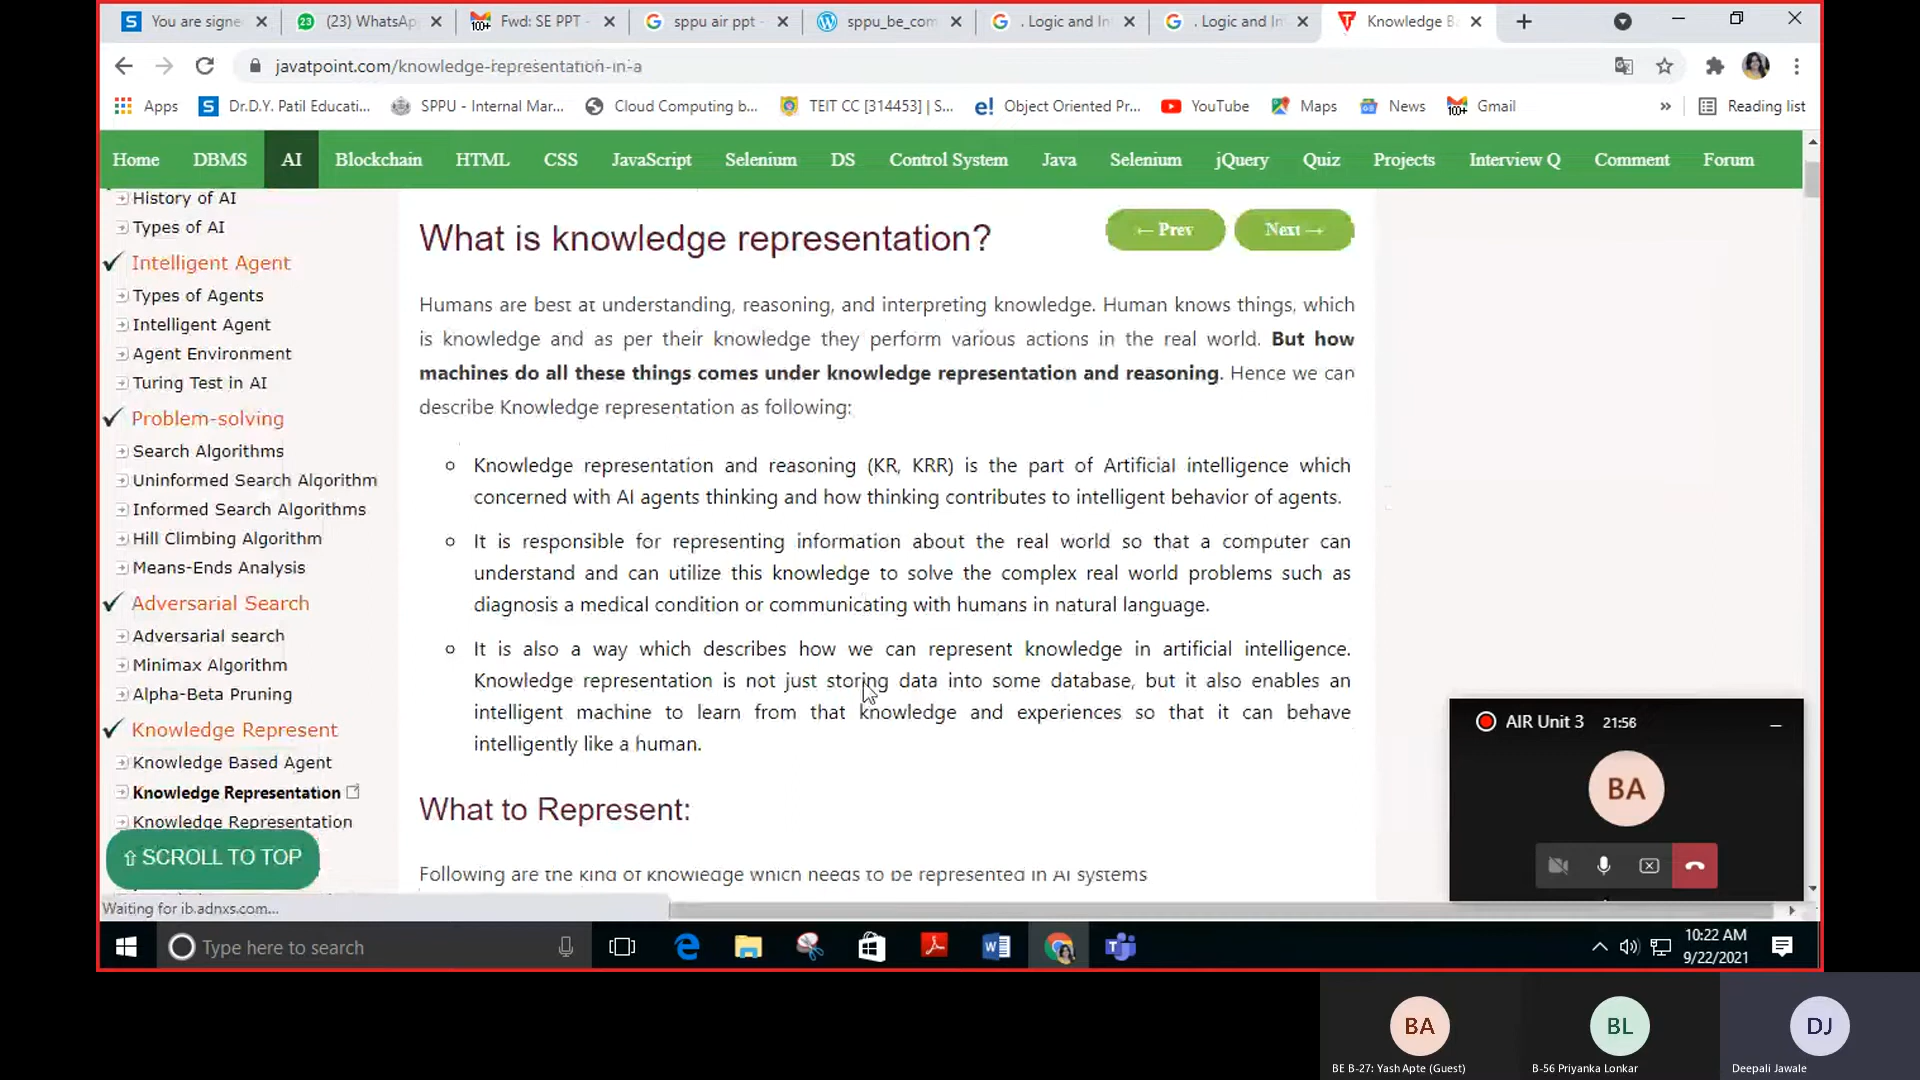 You are signe
(23) WhatsAp
Fwd: SE PPT -
sppu air ppt -
sppu_be_com
. Logic and In
. Logic and In
Knowledge Ba
javatpoint.com/knowledge-representation-in-a
Apps
Dr.D.Y. Patil Educati...
SPPU - Internal Mar...
Cloud Computing b...
TEIT CC [314453] | S...
Object Oriented Pr...
YouTube
Maps
News
Gmail
»
Reading list
Home
DBMS
AI
Blockchain
HTML
CSS
JavaScript
Selenium
DS
Control System
Java
Selenium
jQuery
Quiz
Projects
Interview Q
Comment
Forum
History of AI
Types of AI
Intelligent Agent
Types of Agents
Intelligent Agent
Agent Environment
Turing Test in AI
Problem-solving
Search Algorithms
Uninformed Search Algorithm
Informed Search Algorithms
Hill Climbing Algorithm
Means-Ends Analysis
Adversarial Search
Adversarial search
Minimax Algorithm
Alpha-Beta Pruning
Knowledge Represent
Knowledge Based Agent
Knowledge Representation
Knowledge Representation
⇧ SCROLL TO TOP
What is knowledge representation?
← Prev
Next →
Humans are best at understanding, reasoning, and interpreting knowledge. Human knows things, which
is knowledge and as per their knowledge they perform various actions in the real world. But how
machines do all these things comes under knowledge representation and reasoning. Hence we can
describe Knowledge representation as following:
Knowledge representation and reasoning (KR, KRR) is the part of Artificial intelligence which
concerned with AI agents thinking and how thinking contributes to intelligent behavior of agents.
It is responsible for representing information about the real world so that a computer can
understand and can utilize this knowledge to solve the complex real world problems such as
diagnosis a medical condition or communicating with humans in natural language.
It is also a way which describes how we can represent knowledge in artificial intelligence.
Knowledge representation is not just storing data into some database, but it also enables an
intelligent machine to learn from that knowledge and experiences so that it can behave
intelligently like a human.
What to Represent:
Following are the kind of knowledge which needs to be represented in AI systems
Waiting for ib.adnxs.com...
AIR Unit 3 21:56
BA
Type here to search
10:22 AM
9/22/2021
BA
BE B-27: Yash Apte (Guest)
BL
B-56 Priyanka Lonkar
DJ
Deepali Jawale